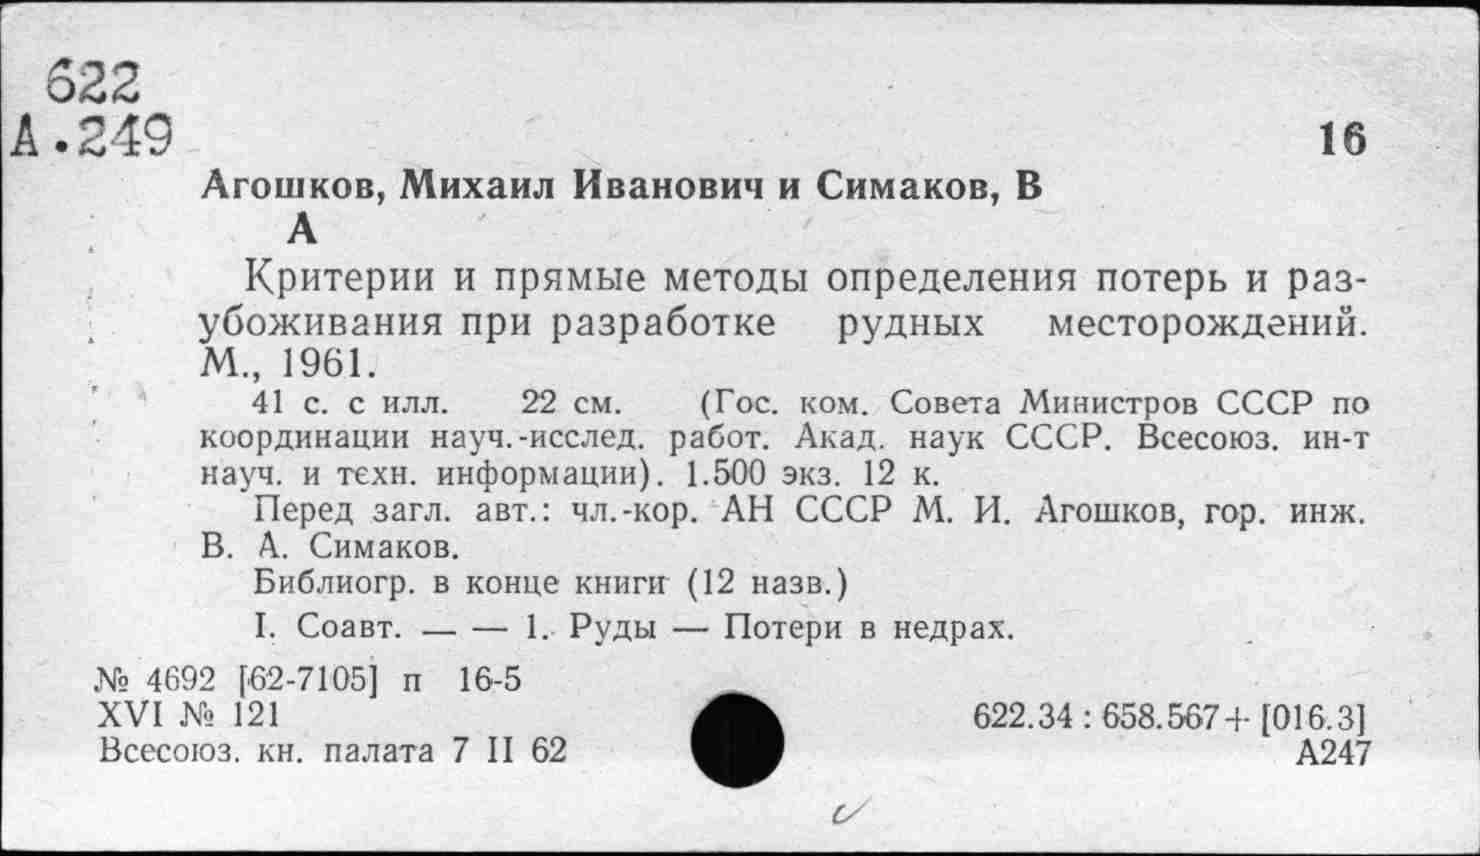 622
А.249
16
Агошков, Михаил Иванович и Симаков, В
А
Критерии и прямые методы определения потерь и раз-
убоживания при разработке рудных месторождений.
М., 1961.
41 с. с илл. 22 см. (Гос. ком. Совета Министров СССР по
координации науч.-исслед. работ. Акад. наук СССР. Всесоюз. ин-т
науч. и техн. информации). 1.500 экз. 12 к.
Перед загл. авт.: чл.-кор. АН СССР М. И. Агошков, гор. инж.
В. А. Симаков.
Библиогр. в конце книги (12 назв.)
I. Соавт. — — 1. Руды — Потери в недрах.
№ 4692 [62-7105] п 16-5
XVI № 121
622.34 : 658.567+ [016.3]
Всесоюз. кн. палата 7 II 62
А247